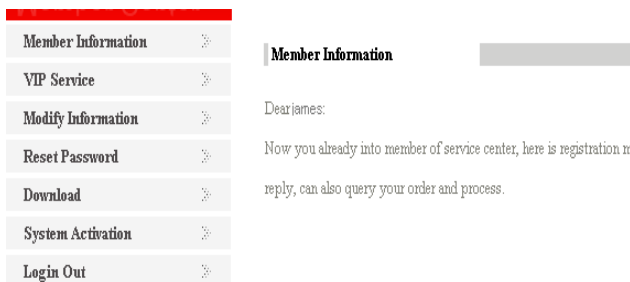 Member Information
VIP Service
Modify Information
Reset Password
Download
System Activation
Login Out
Member Information
Dearjames:
Now you already into member of service center, here is registration
reply, can also query your order and process.